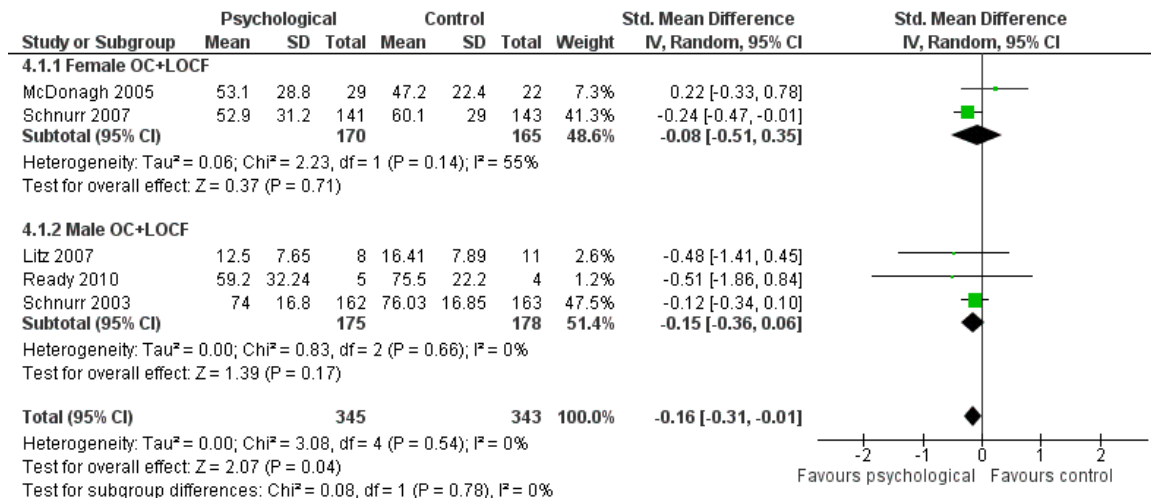 Psychological Control Std. Mean Difference Std. Mean Difference
Study or Subgroup Mean SD Total Mean SD Total Weight IV, Random, 95% CI IV, Random, 95% CI
4.1.1 Female OC+LOCF
McDonagh 2005 53.1 28.8 29 47.2 22.4 22 7.3% 0.22 [-0.33, 0.78]
Schnurr 2007 52.9 31.2 141 60.1 29 143 41.3% -0.24 [-0.47, -0.01]
Subtotal (95% CI) 170 165 48.6% -0.08 [-0.51, 0.35]
Heterogeneity: Tau² = 0.06; Chi² = 2.23, df = 1 (P = 0.14); I² = 55%
Test for overall effect: Z = 0.37 (P = 0.71)
4.1.2 Male OC+LOCF
Litz 2007 12.5 7.65 8 16.41 7.89 11 2.6% -0.48 [-1.41, 0.45]
Ready 2010 59.2 32.24 5 75.5 22.2 4 1.2% -0.51 [-1.86, 0.84]
Schnurr 2003 74 16.8 162 76.03 16.85 163 47.5% -0.12 [-0.34, 0.10]
Subtotal (95% CI) 175 178 51.4% -0.15 [-0.36, 0.06]
Heterogeneity: Tau² = 0.00; Chi² = 0.83, df = 2 (P = 0.66); I² = 0%
Test for overall effect: Z = 1.39 (P = 0.17)
Total (95% CI) 345 343 100.0% -0.16 [-0.31, -0.01]
Heterogeneity: Tau² = 0.00; Chi² = 3.08, df = 4 (P = 0.54); I² = 0%
Test for overall effect: Z = 2.07 (P = 0.04)
Test for subgroup differences: Chi² = 0.08, df = 1 (P = 0.78), I² = 0%
-2 -1 0 1 2
Favours psychological Favours control